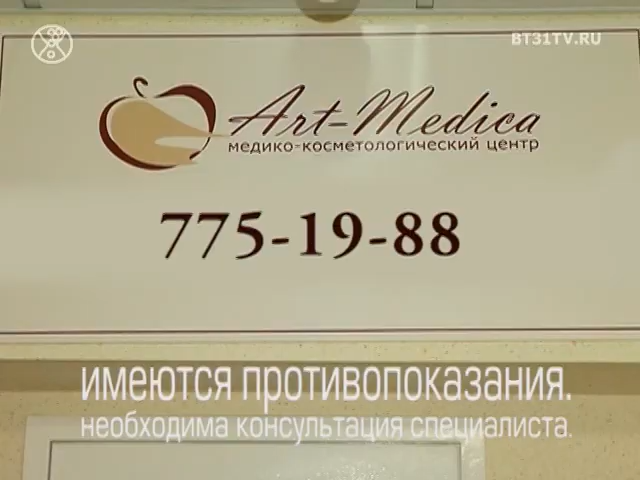 BT31TV.RU
Art-Medica
медико-косметологический центр
775-19-88
ИМЕЮТСЯ ПРОТИВОПОКАЗАНИЯ.
НЕОБХОДИМА КОНСУЛЬТАЦИЯ СПЕЦИАЛИСТА.